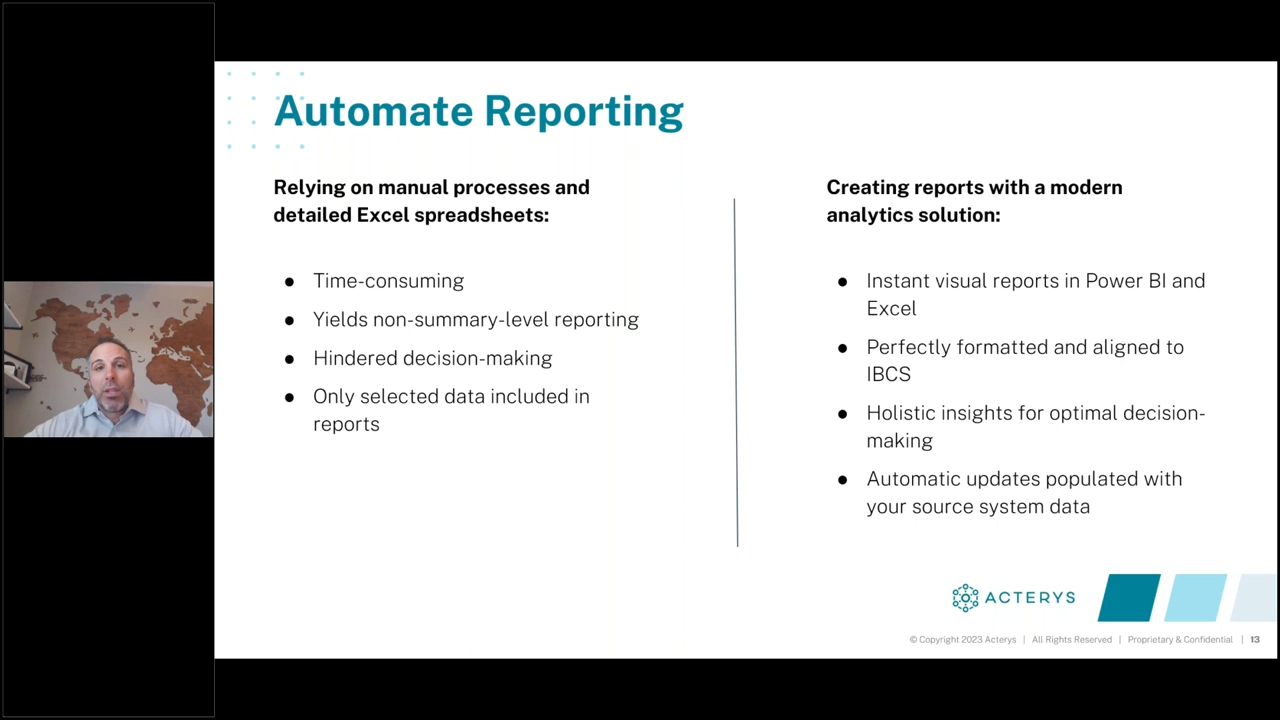 Automate Reporting
Relying on manual processes and
detailed Excel spreadsheets:
● Time-consuming
● Yields non-summary-level reporting
● Hindered decision-making
● Only selected data included in
reports
Creating reports with a modern
analytics solution:
● Instant visual reports in Power BI and
Excel
● Perfectly formatted and aligned to
IBCS
● Holistic insights for optimal decision-
making
● Automatic updates populated with
your source system data
ACTERYS
© Copyright 2023 Acterys | All Rights Reserved | Proprietary & Confidential | 13